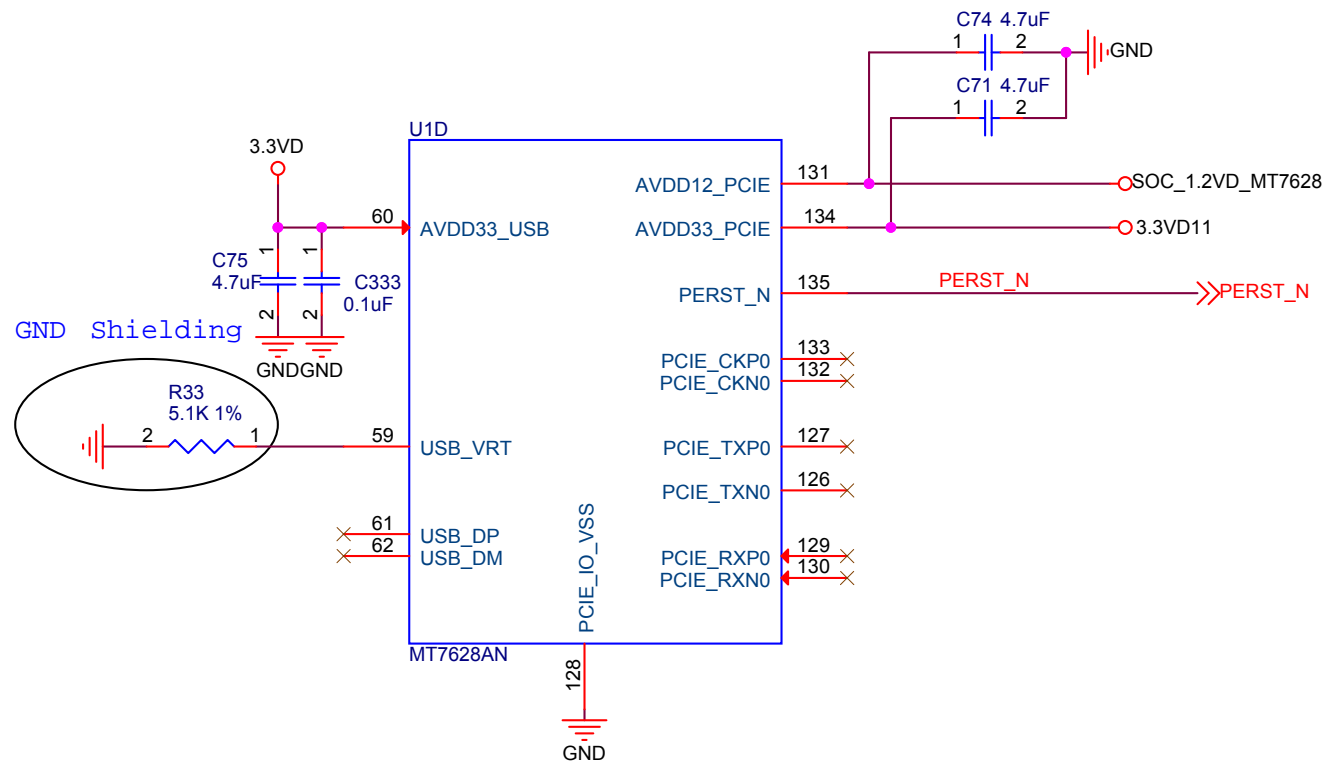 C74 4.7uF
1 2
GND
C71 4.7uF
1 2
U1D
3.3VD
AVDD12_PCIE 131
SOC_1.2VD_MT7628
60 AVDD33_USB
AVDD33_PCIE 134
3.3VD11
1 1
C75
4.7uF
C333
0.1uF
2 2
PERST_N 135
PERST_N
PERST_N
GND Shielding
GND GND
PCIE_CKP0 133
PCIE_CKN0 132
R33
5.1K 1%
2 1
59 USB_VRT
PCIE_TXP0 127
PCIE_TXN0 126
61 USB_DP
62 USB_DM
PCIE_IO_VSS
PCIE_RXP0 129
PCIE_RXN0 130
MT7628AN
128
GND